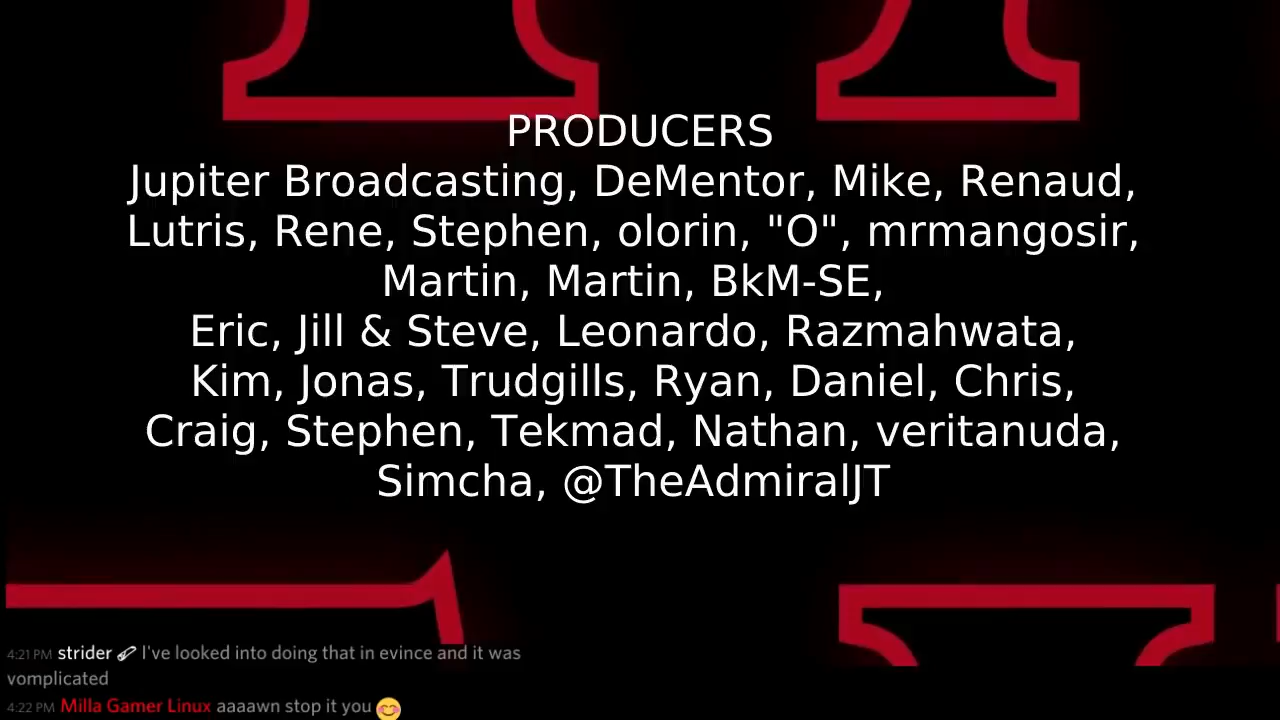 PRODUCERS
Jupiter Broadcasting, DeMentor, Mike, Renaud,
Lutris, Rene, Stephen, olorin, "O", mrmangosir,
Martin, Martin, BkM-SE,
Eric, Jill & Steve, Leonardo, Razmahwata,
Kim, Jonas, Trudgills, Ryan, Daniel, Chris,
Craig, Stephen, Tekmad, Nathan, veritanuda,
Simcha, @TheAdmiralJT
4:21 PM strider I've looked into doing that in evince and it was
vomplicated
4:22 PM Milla Gamer Linux aaaawn stop it you 😊